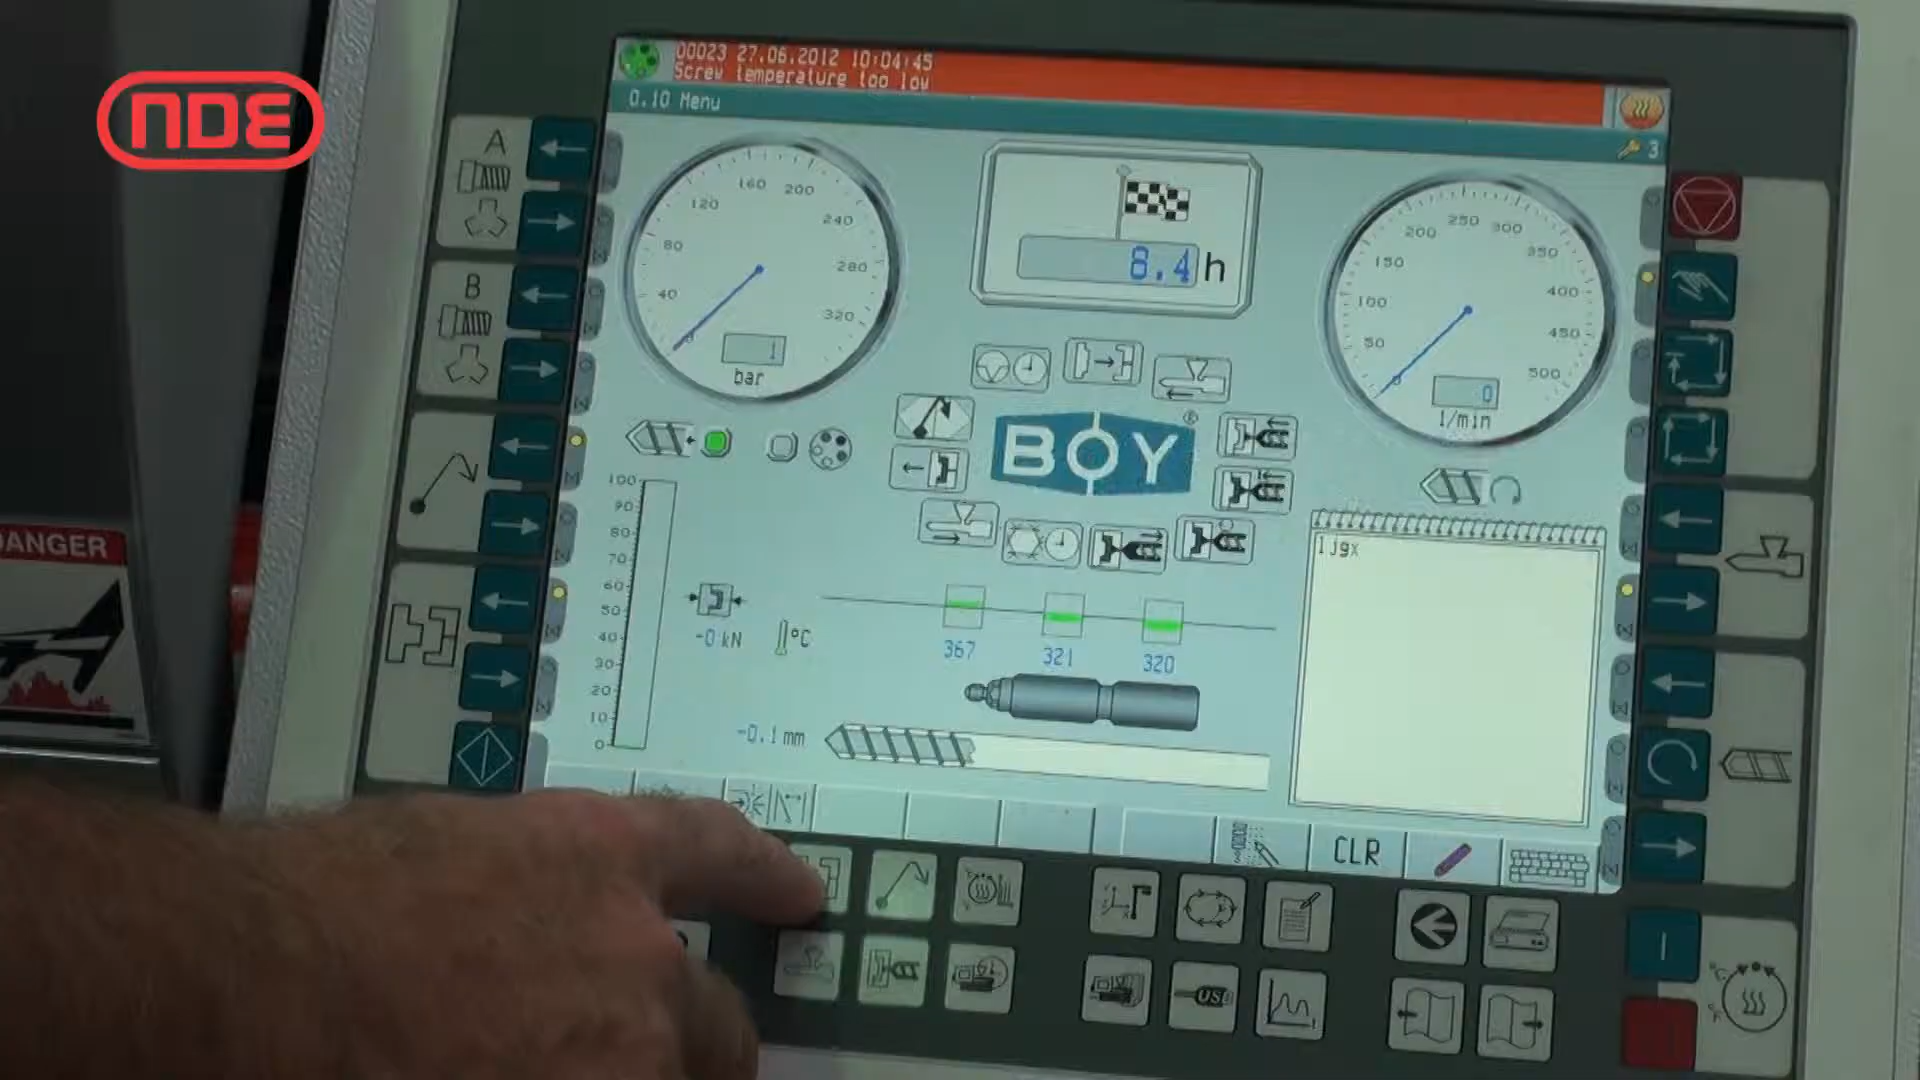 NDE
00023 27.06.2012 10:04:45
Screw temperature too low
0.10 Menu
3
A
B
DANGER
0 40 80 120 160 200 240 280 320
1
bar
8.4 h
0 50 100 150 200 250 300 350 400 450 500
0
l/min
BOY®
100
90
80
70
60
50
40
30
20
10
0
-0 kN
°C
367 321 320
-0.1 mm
1J9x
CLR
USB
°C
°F